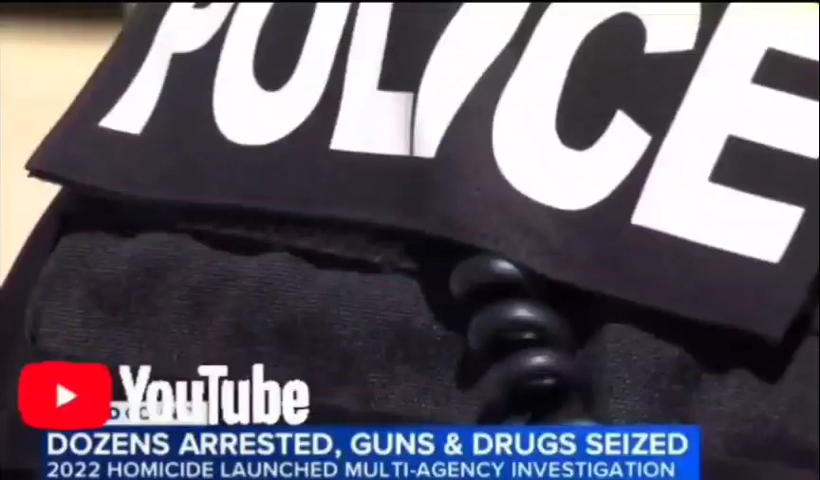 POLICE
YouTube
DOZENS ARRESTED, GUNS & DRUGS SEIZED
2022 HOMICIDE LAUNCHED MULTI-AGENCY INVESTIGATION